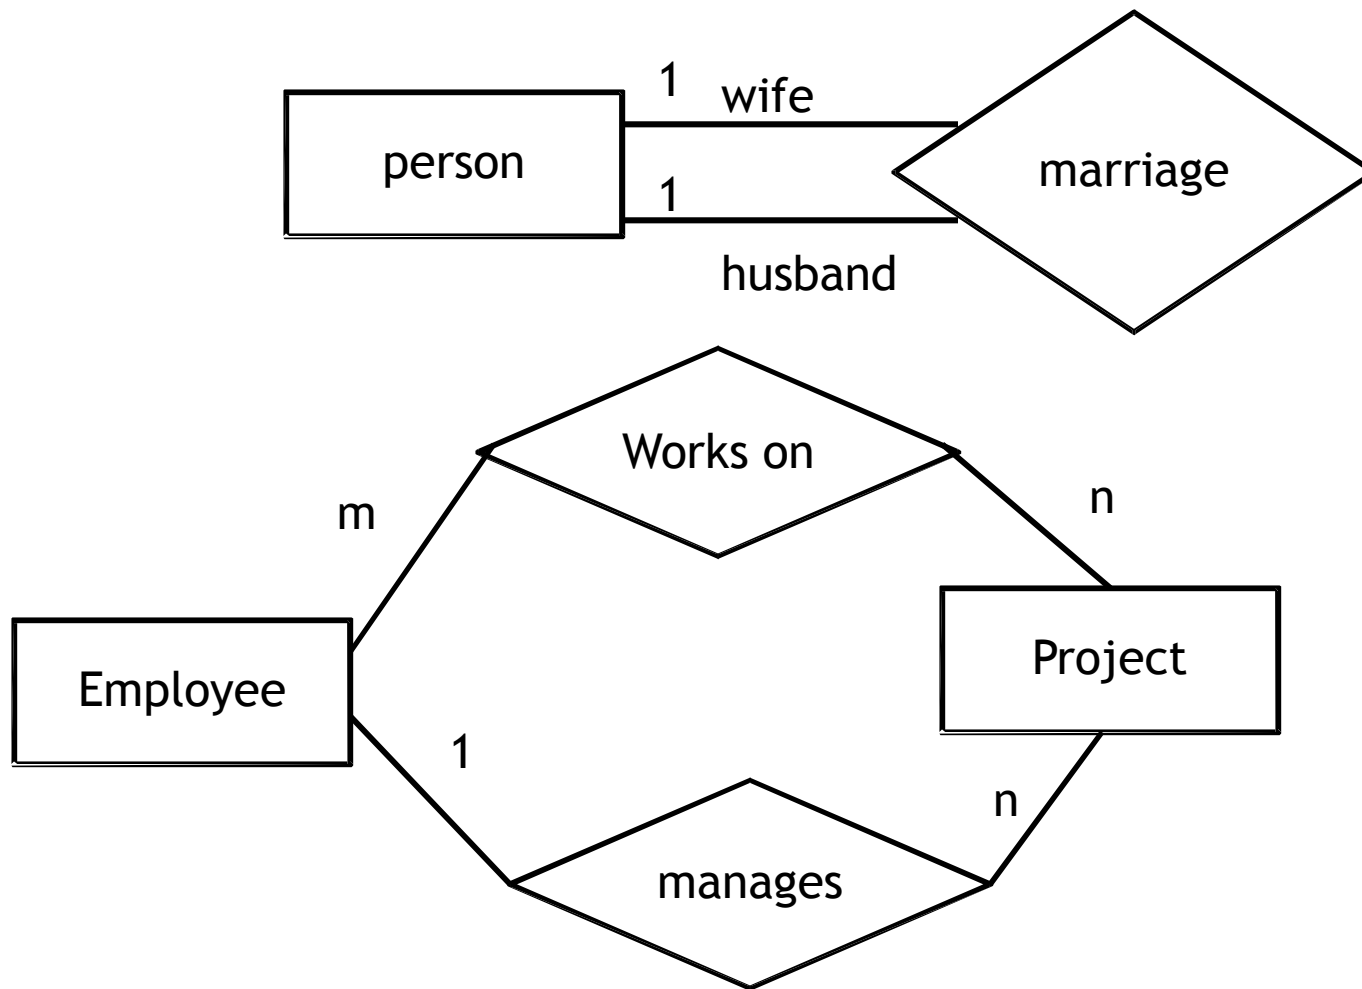 1
wife
person
marriage
1
husband
Works on
m
n
Employee
Project
1
n
manages